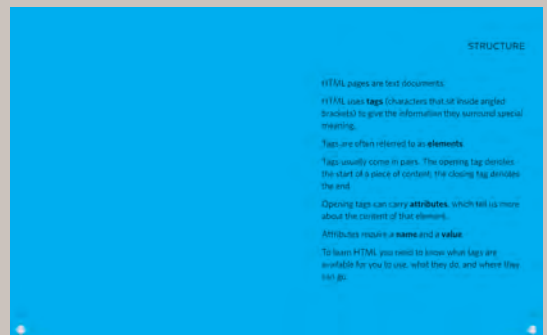 STRUCTURE
HTML pages are text documents.
HTML uses tags (characters that sit inside angled
brackets) to give the information they surround special
meaning.
Tags are often referred to as elements.
Tags usually come in pairs. The opening tag denotes
the start of a piece of content; the closing tag denotes
the end.
Opening tags can carry attributes, which tell us more
about the content of that element.
Attributes require a name and a value.
To learn HTML you need to know what tags are
available for you to use, what they do, and where they
can go.